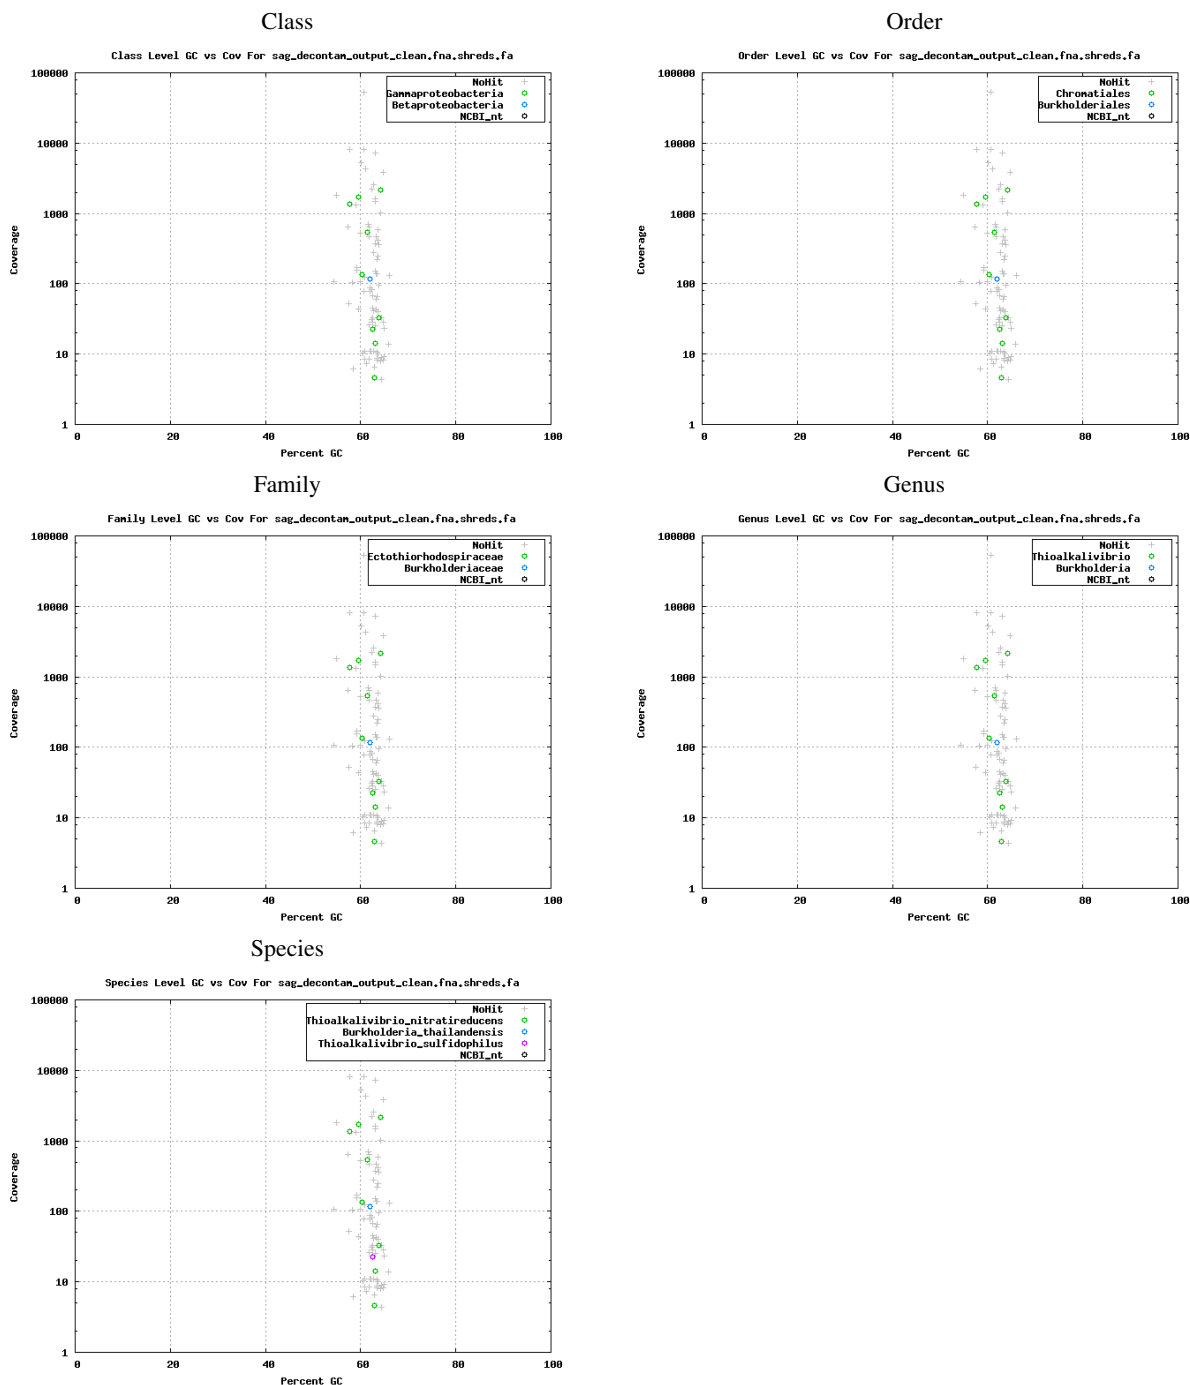 Class
Class Level GC vs Cov For sag_decontam_output_clean.fna.shreds.fa
NoHit
Gammaproteobacteria
Betaproteobacteria
NCBI_nt
100000
10000
1000
100
10
1
Coverage
0 20 40 60 80 100
Percent GC
Order
Order Level GC vs Cov For sag_decontam_output_clean.fna.shreds.fa
NoHit
Chromatiales
Burkholderiales
NCBI_nt
100000
10000
1000
100
10
1
Coverage
0 20 40 60 80 100
Percent GC
Family
Family Level GC vs Cov For sag_decontam_output_clean.fna.shreds.fa
NoHit
Ectothiorhodospiraceae
Burkholderiaceae
NCBI_nt
100000
10000
1000
100
10
1
Coverage
0 20 40 60 80 100
Percent GC
Genus
Genus Level GC vs Cov For sag_decontam_output_clean.fna.shreds.fa
NoHit
Thioalkalivibrio
Burkholderia
NCBI_nt
100000
10000
1000
100
10
1
Coverage
0 20 40 60 80 100
Percent GC
Species
Species Level GC vs Cov For sag_decontam_output_clean.fna.shreds.fa
NoHit
Thioalkalivibrio_nitratireducens
Burkholderia_thailandensis
Thioalkalivibrio_sulfidophilus
NCBI_nt
100000
10000
1000
100
10
1
Coverage
0 20 40 60 80 100
Percent GC